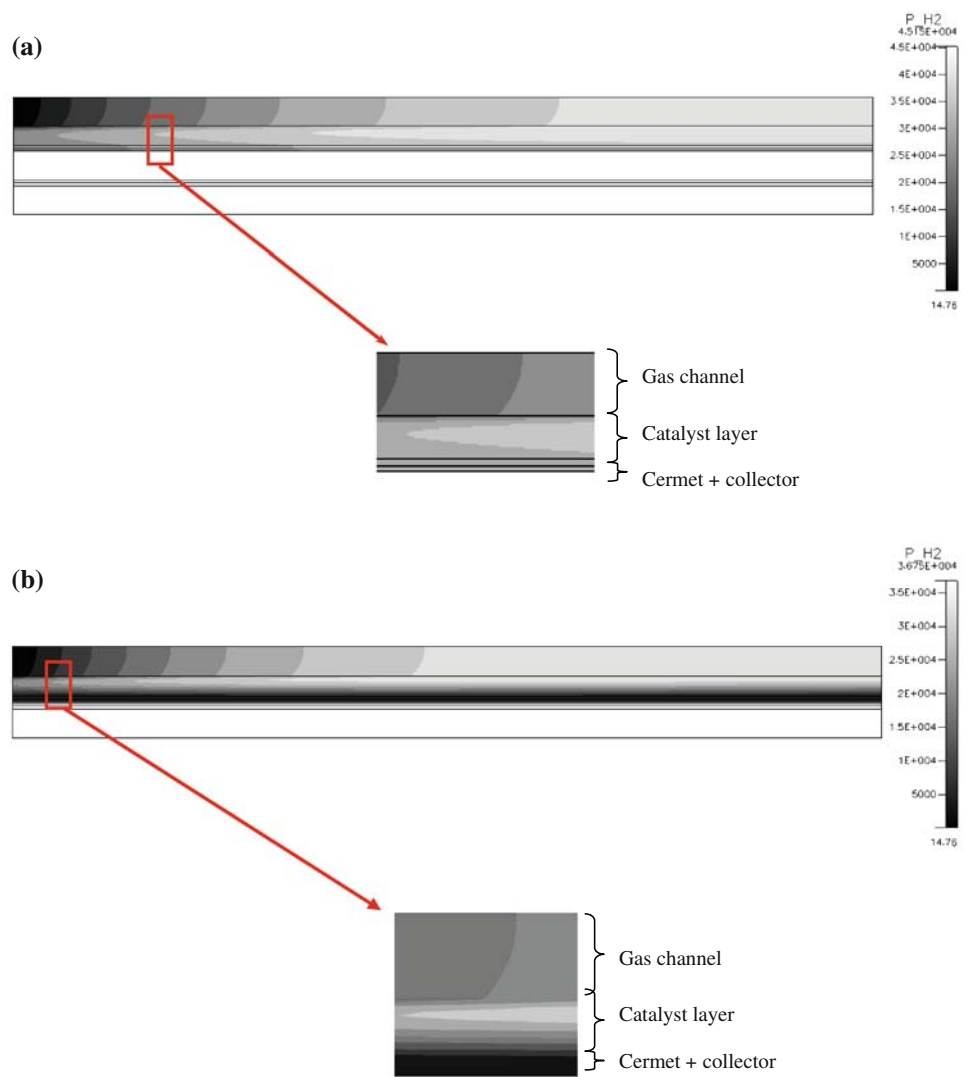 (a)
P_H2
4.515E+004
4.5E+004
4E+004
3.5E+004
3E+004
2.5E+004
2E+004
1.5E+004
1E+004
5000
14.76
Gas channel
Catalyst layer
Cermet + collector
(b)
P_H2
3.675E+004
3.5E+004
3E+004
2.5E+004
2E+004
1.5E+004
1E+004
5000
14.76
Gas channel
Catalyst layer
Cermet + collector